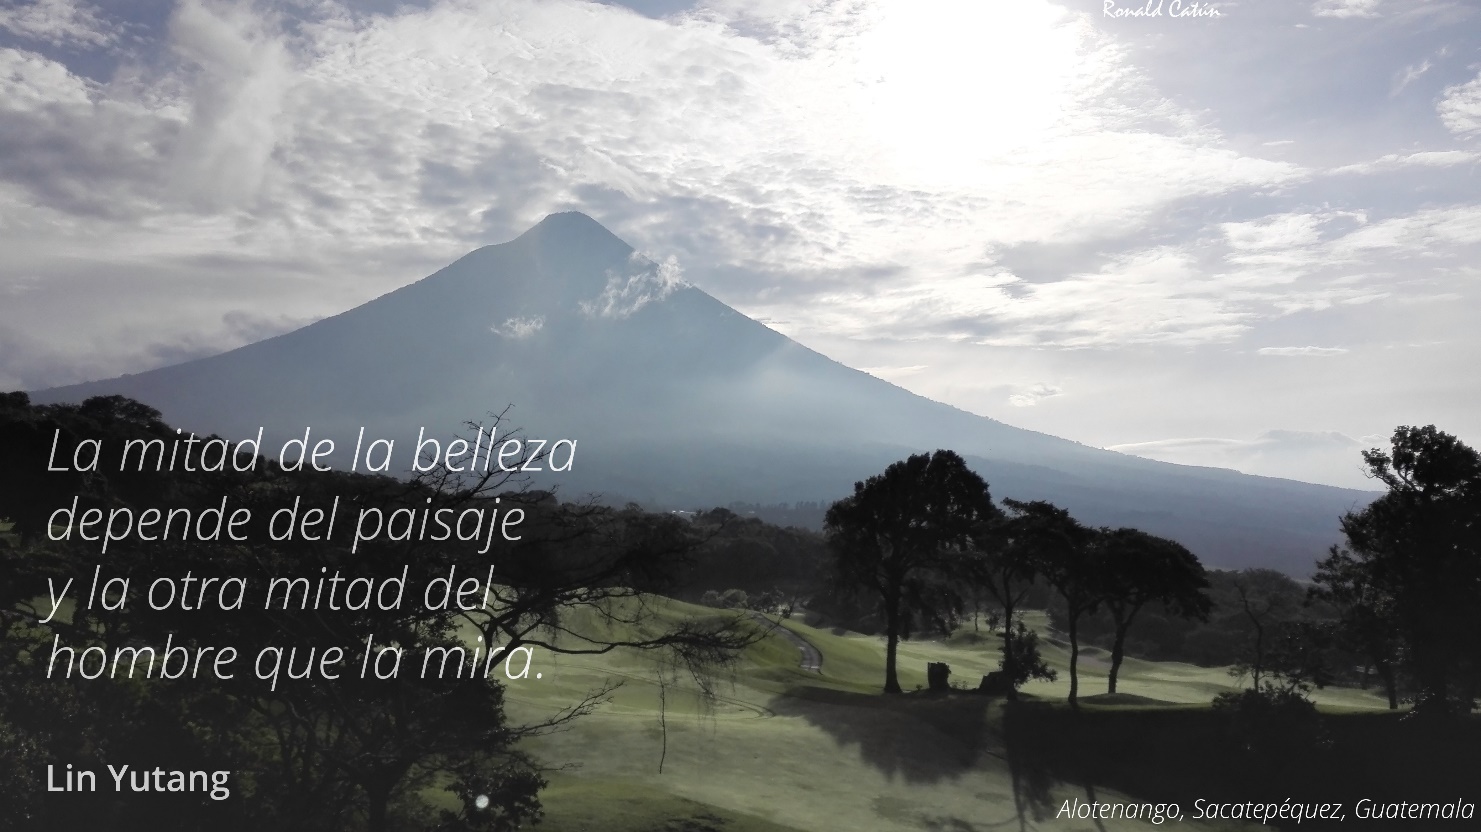 Ronald Catún
La mitad de la belleza
depende del paisaje
y la otra mitad del
hombre que la mira.
Lin Yutang
Alotenango, Sacatepéquez, Guatemala